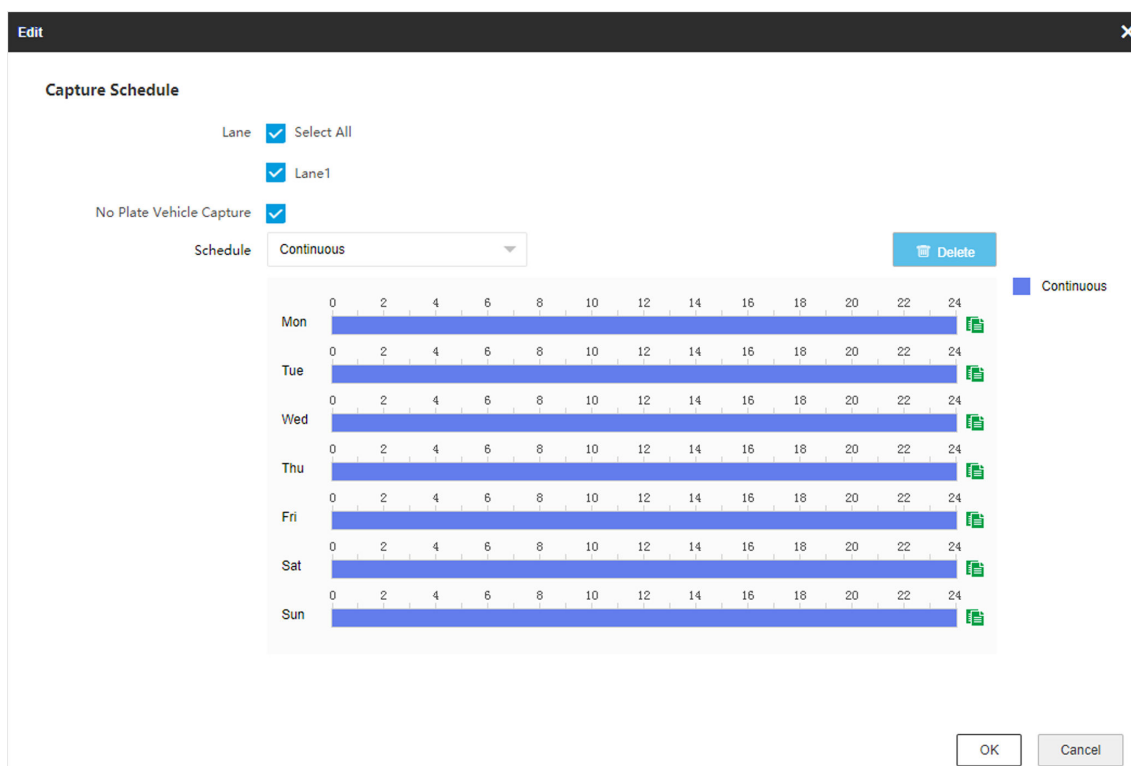 Edit
Capture Schedule
Lane Select All
Lane1
No Plate Vehicle Capture
Schedule Continuous Delete
Continuous
0 2 4 6 8 10 12 14 16 18 20 22 24
Mon
0 2 4 6 8 10 12 14 16 18 20 22 24
Tue
0 2 4 6 8 10 12 14 16 18 20 22 24
Wed
0 2 4 6 8 10 12 14 16 18 20 22 24
Thu
0 2 4 6 8 10 12 14 16 18 20 22 24
Fri
0 2 4 6 8 10 12 14 16 18 20 22 24
Sat
0 2 4 6 8 10 12 14 16 18 20 22 24
Sun
OK Cancel